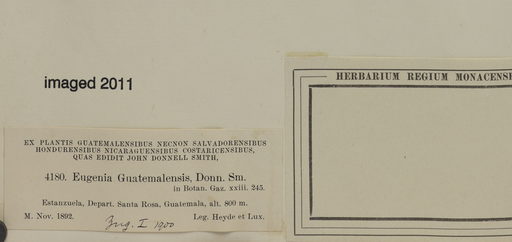 imaged 2011
HERBARIUM REGIUM MONACENSE
EX PLANTIS GUATEMALENSIBUS NECNON SALVADORENSIBUS
HONDURENSIBUS NICARAGUENSIBUS COSTARICENSIBUS,
QUAS EDIDIT JOHN DONNELL SMITH,
4180. Eugenia Guatemalensis, Donn. Sm.
in Botan. Gaz. xxiii. 245.
Estanzuela, Depart. Santa Rosa, Guatemala, alt. 800 m.
M. Nov. 1892. Leg. Heyde et Lux.
Zug. I 1900